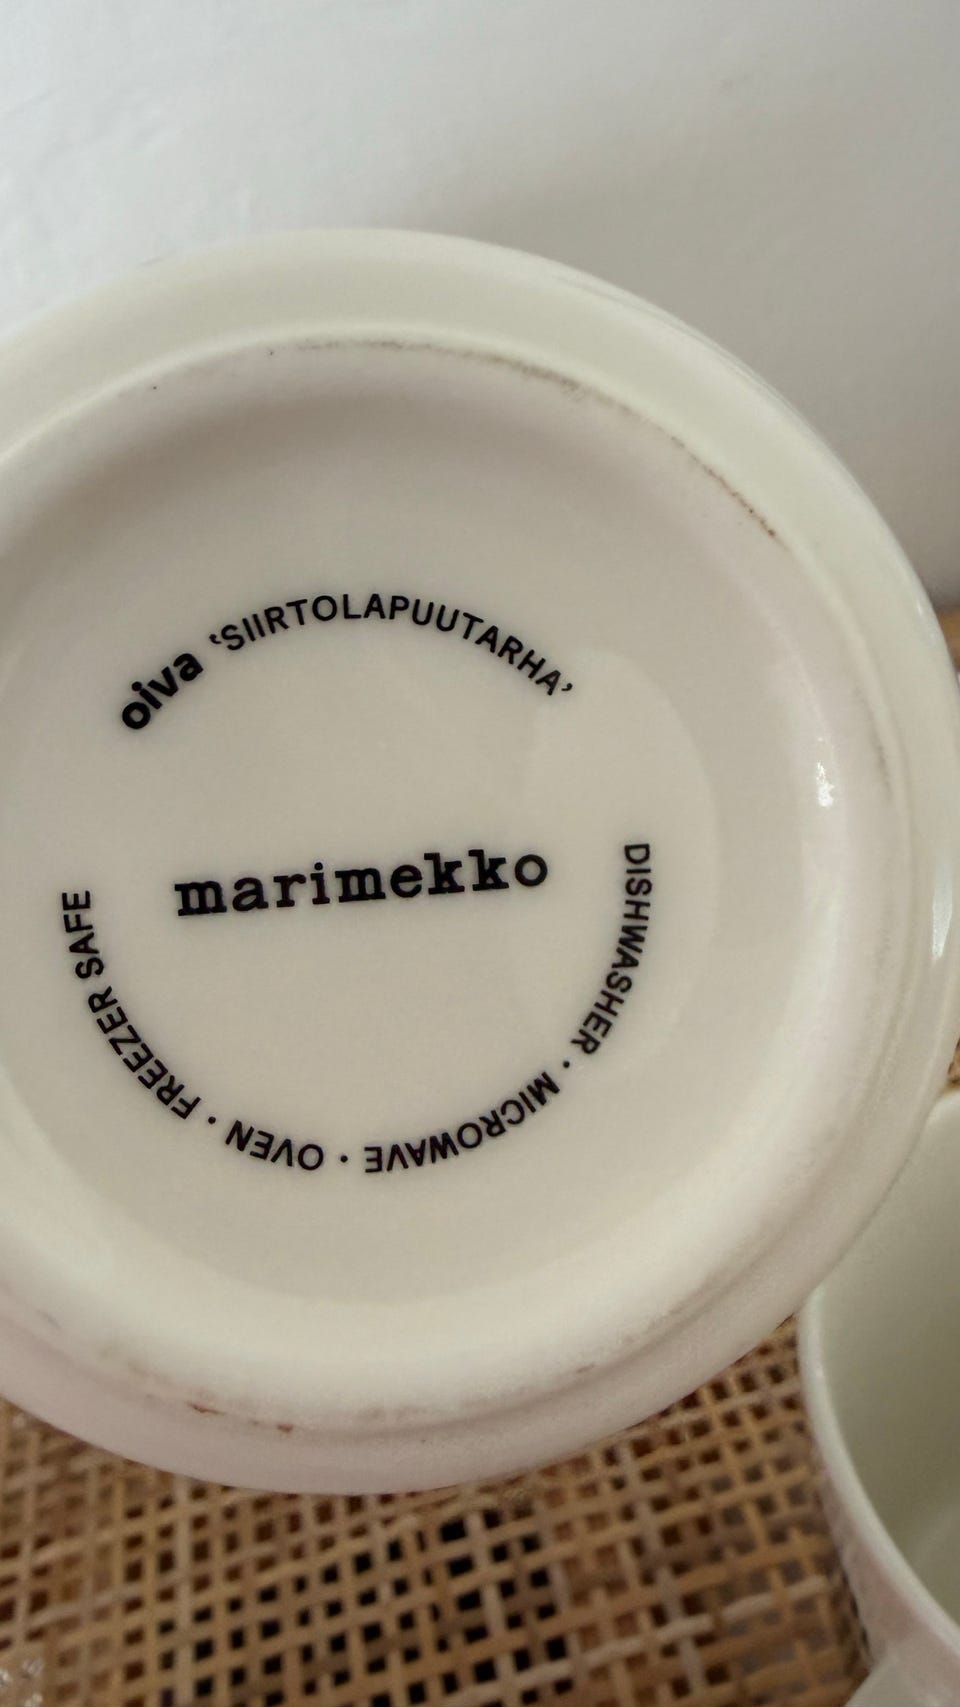 oiva ‛SIIRTOLAPUUTARHA’
marimekko
DISHWASHER · MICROWAVE · OVEN · FREEZER SAFE